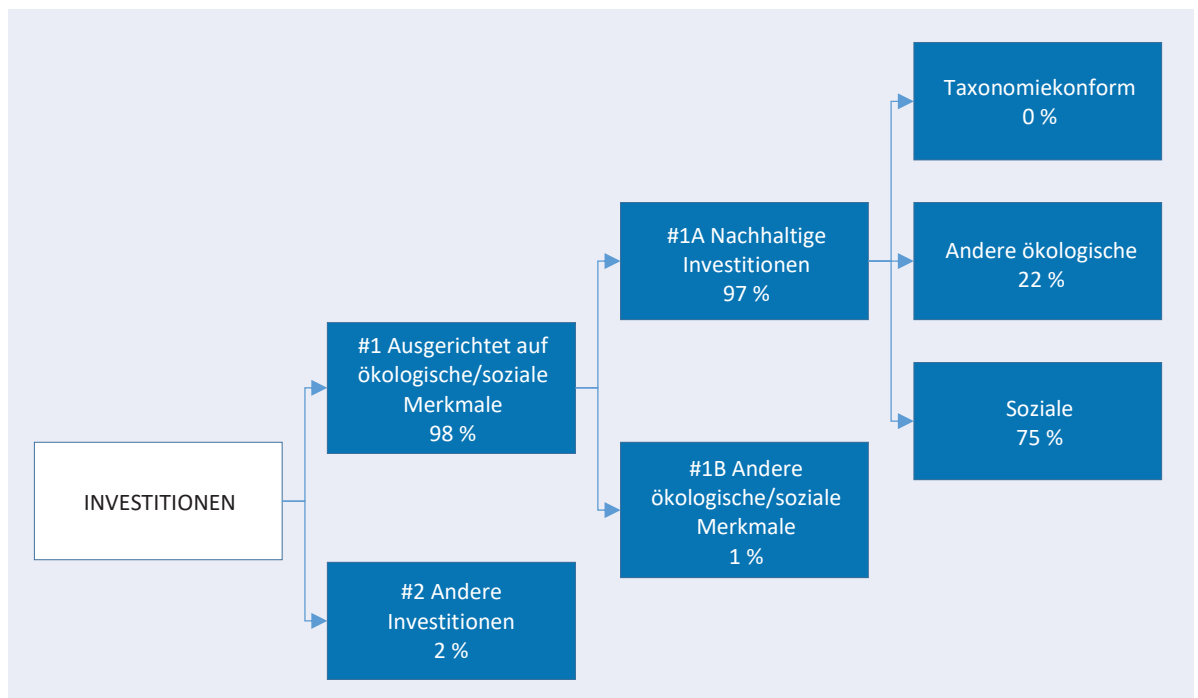 INVESTITIONEN
#1 Ausgerichtet auf
ökologische/soziale
Merkmale
98 %
#2 Andere
Investitionen
2 %
#1A Nachhaltige
Investitionen
97 %
#1B Andere
ökologische/soziale
Merkmale
1 %
Taxonomiekonform
0 %
Andere ökologische
22 %
Soziale
75 %